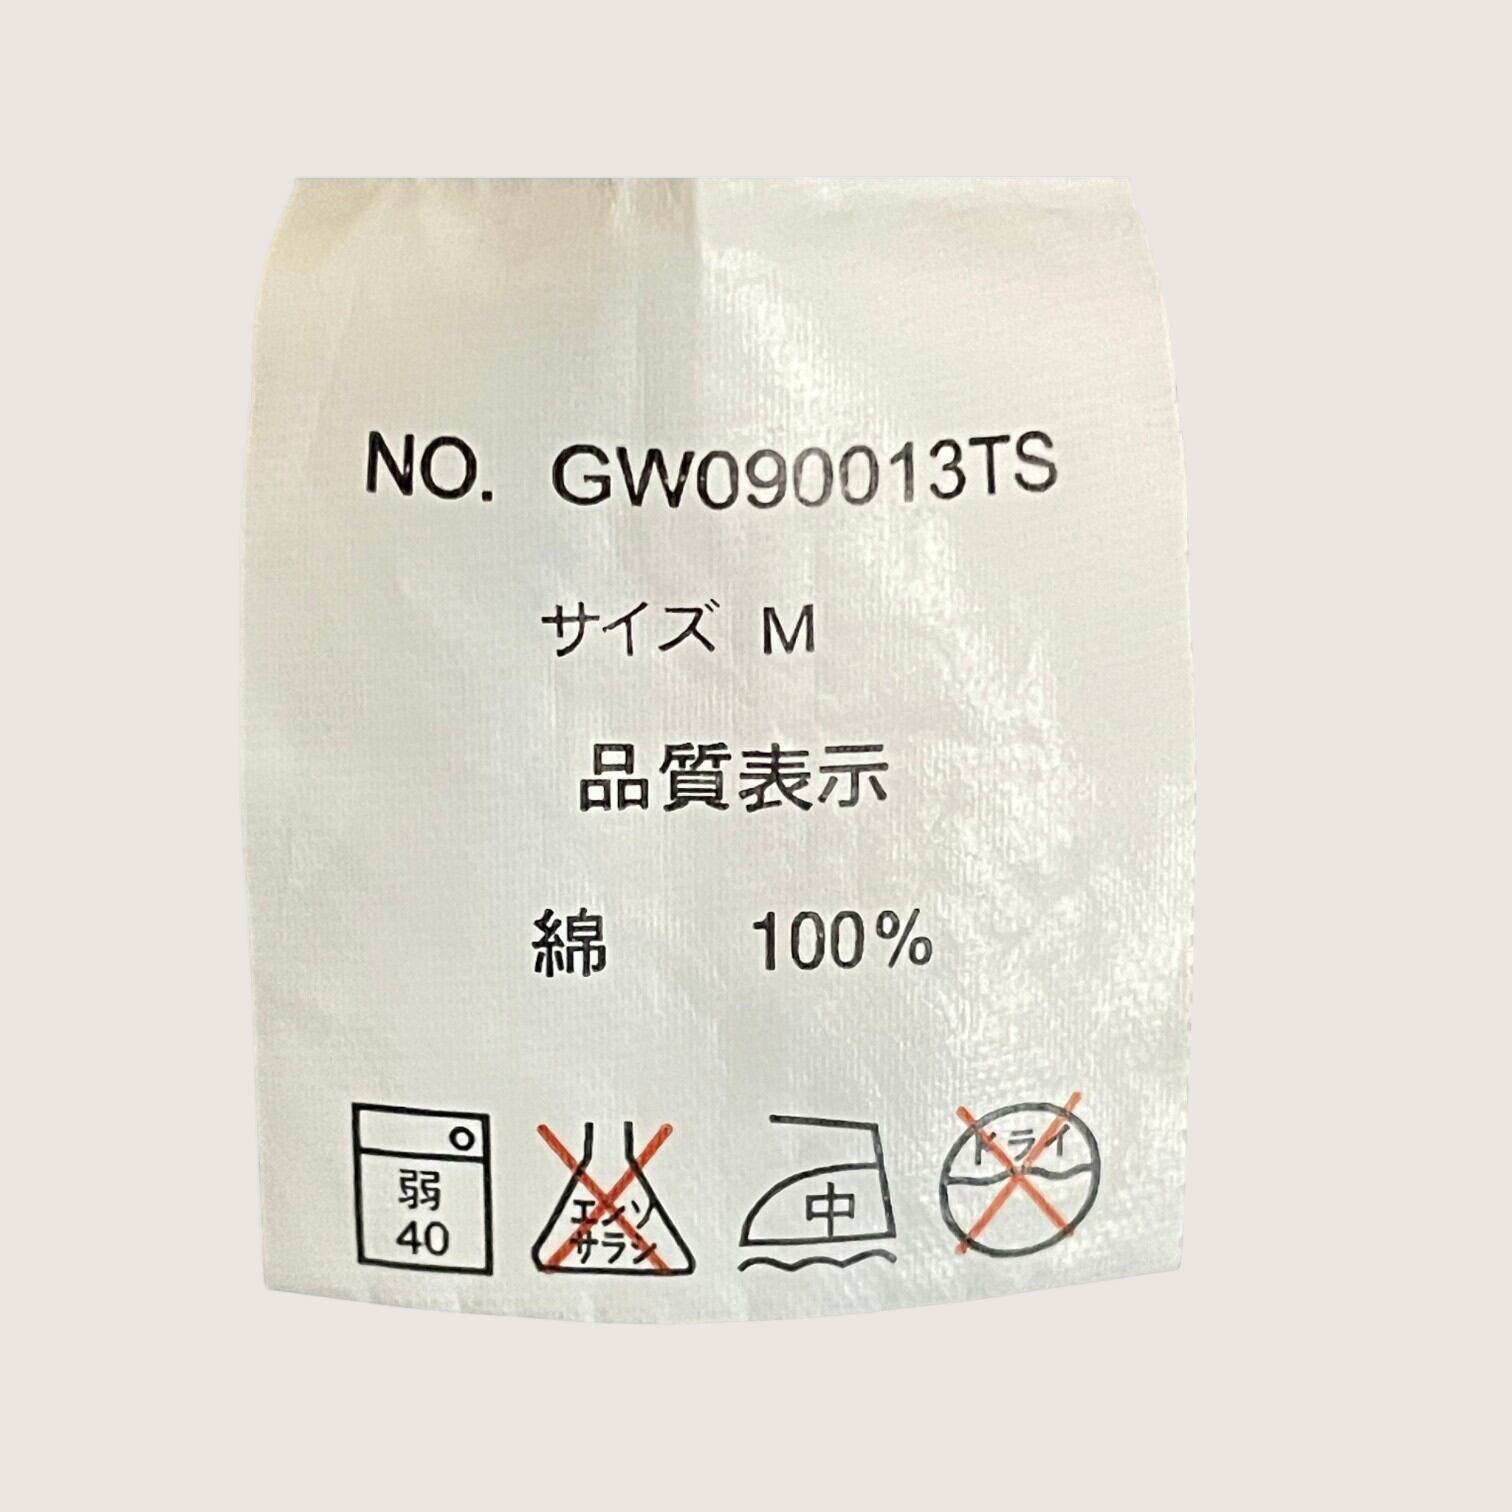 NO. GW090013TS
サイズ M
品質表示
綿 100%
弱
40
エンソ
サラシ
中
ドライ